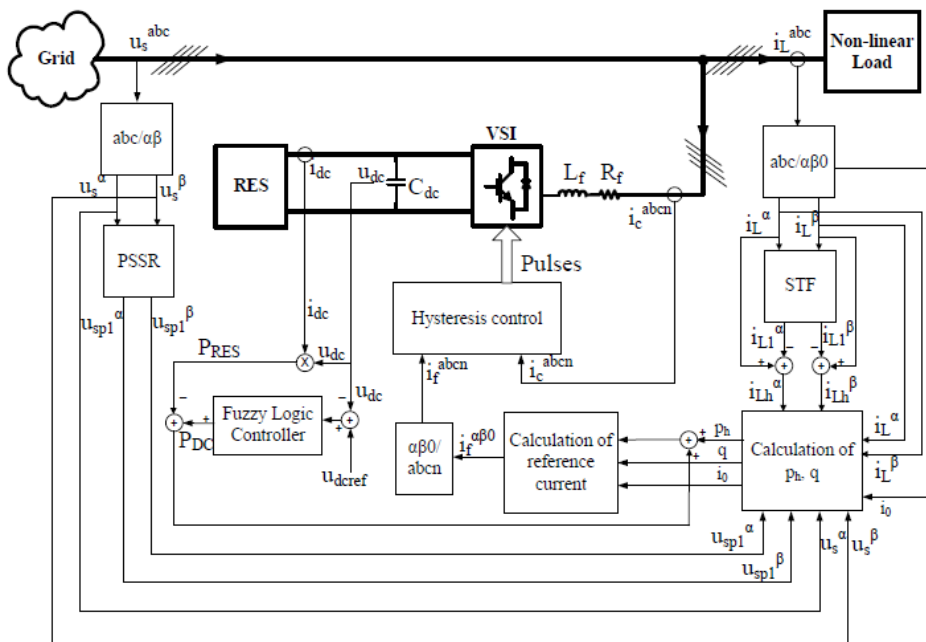 Grid
u_s^abc
i_L^abc
Non-linear
Load
abc/αβ
VSI
abc/αβ0
RES
i_dc
u_dc
C_dc
L_f
R_f
i_c^abcn
u_s^α
u_s^β
i_L^α
i_L^β
PSSR
Pulses
STF
u_sp1^α
u_sp1^β
i_dc
Hysteresis control
i_L1^α
i_L1^β
−
−
+
+
P_RES
x
u_dc
i_f^abcn
i_c^abcn
i_Lh^α
i_Lh^β
u_dc
−
−
+
+
+
P_DC
Fuzzy Logic
Controller
u_dcref
αβ0/
abcn
i_f^αβ0
Calculation of
reference
current
+
+
p_h
q
i_0
Calculation of
p_h, q
i_L^α
i_L^β
i_0
u_sp1^α
u_sp1^β
u_s^α
u_s^β